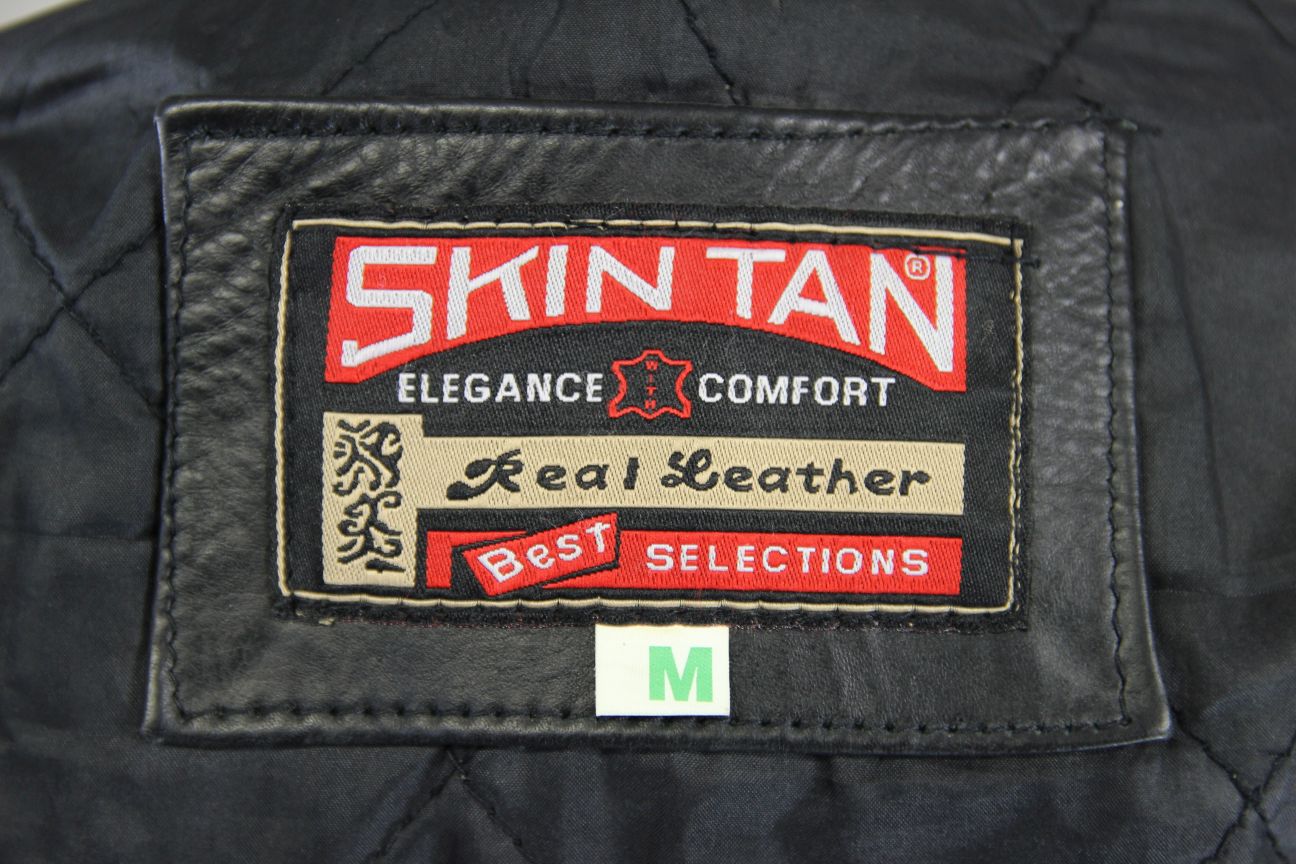 SKIN TAN®
ELEGANCE WITH COMFORT
Real Leather
Best SELECTIONS
M